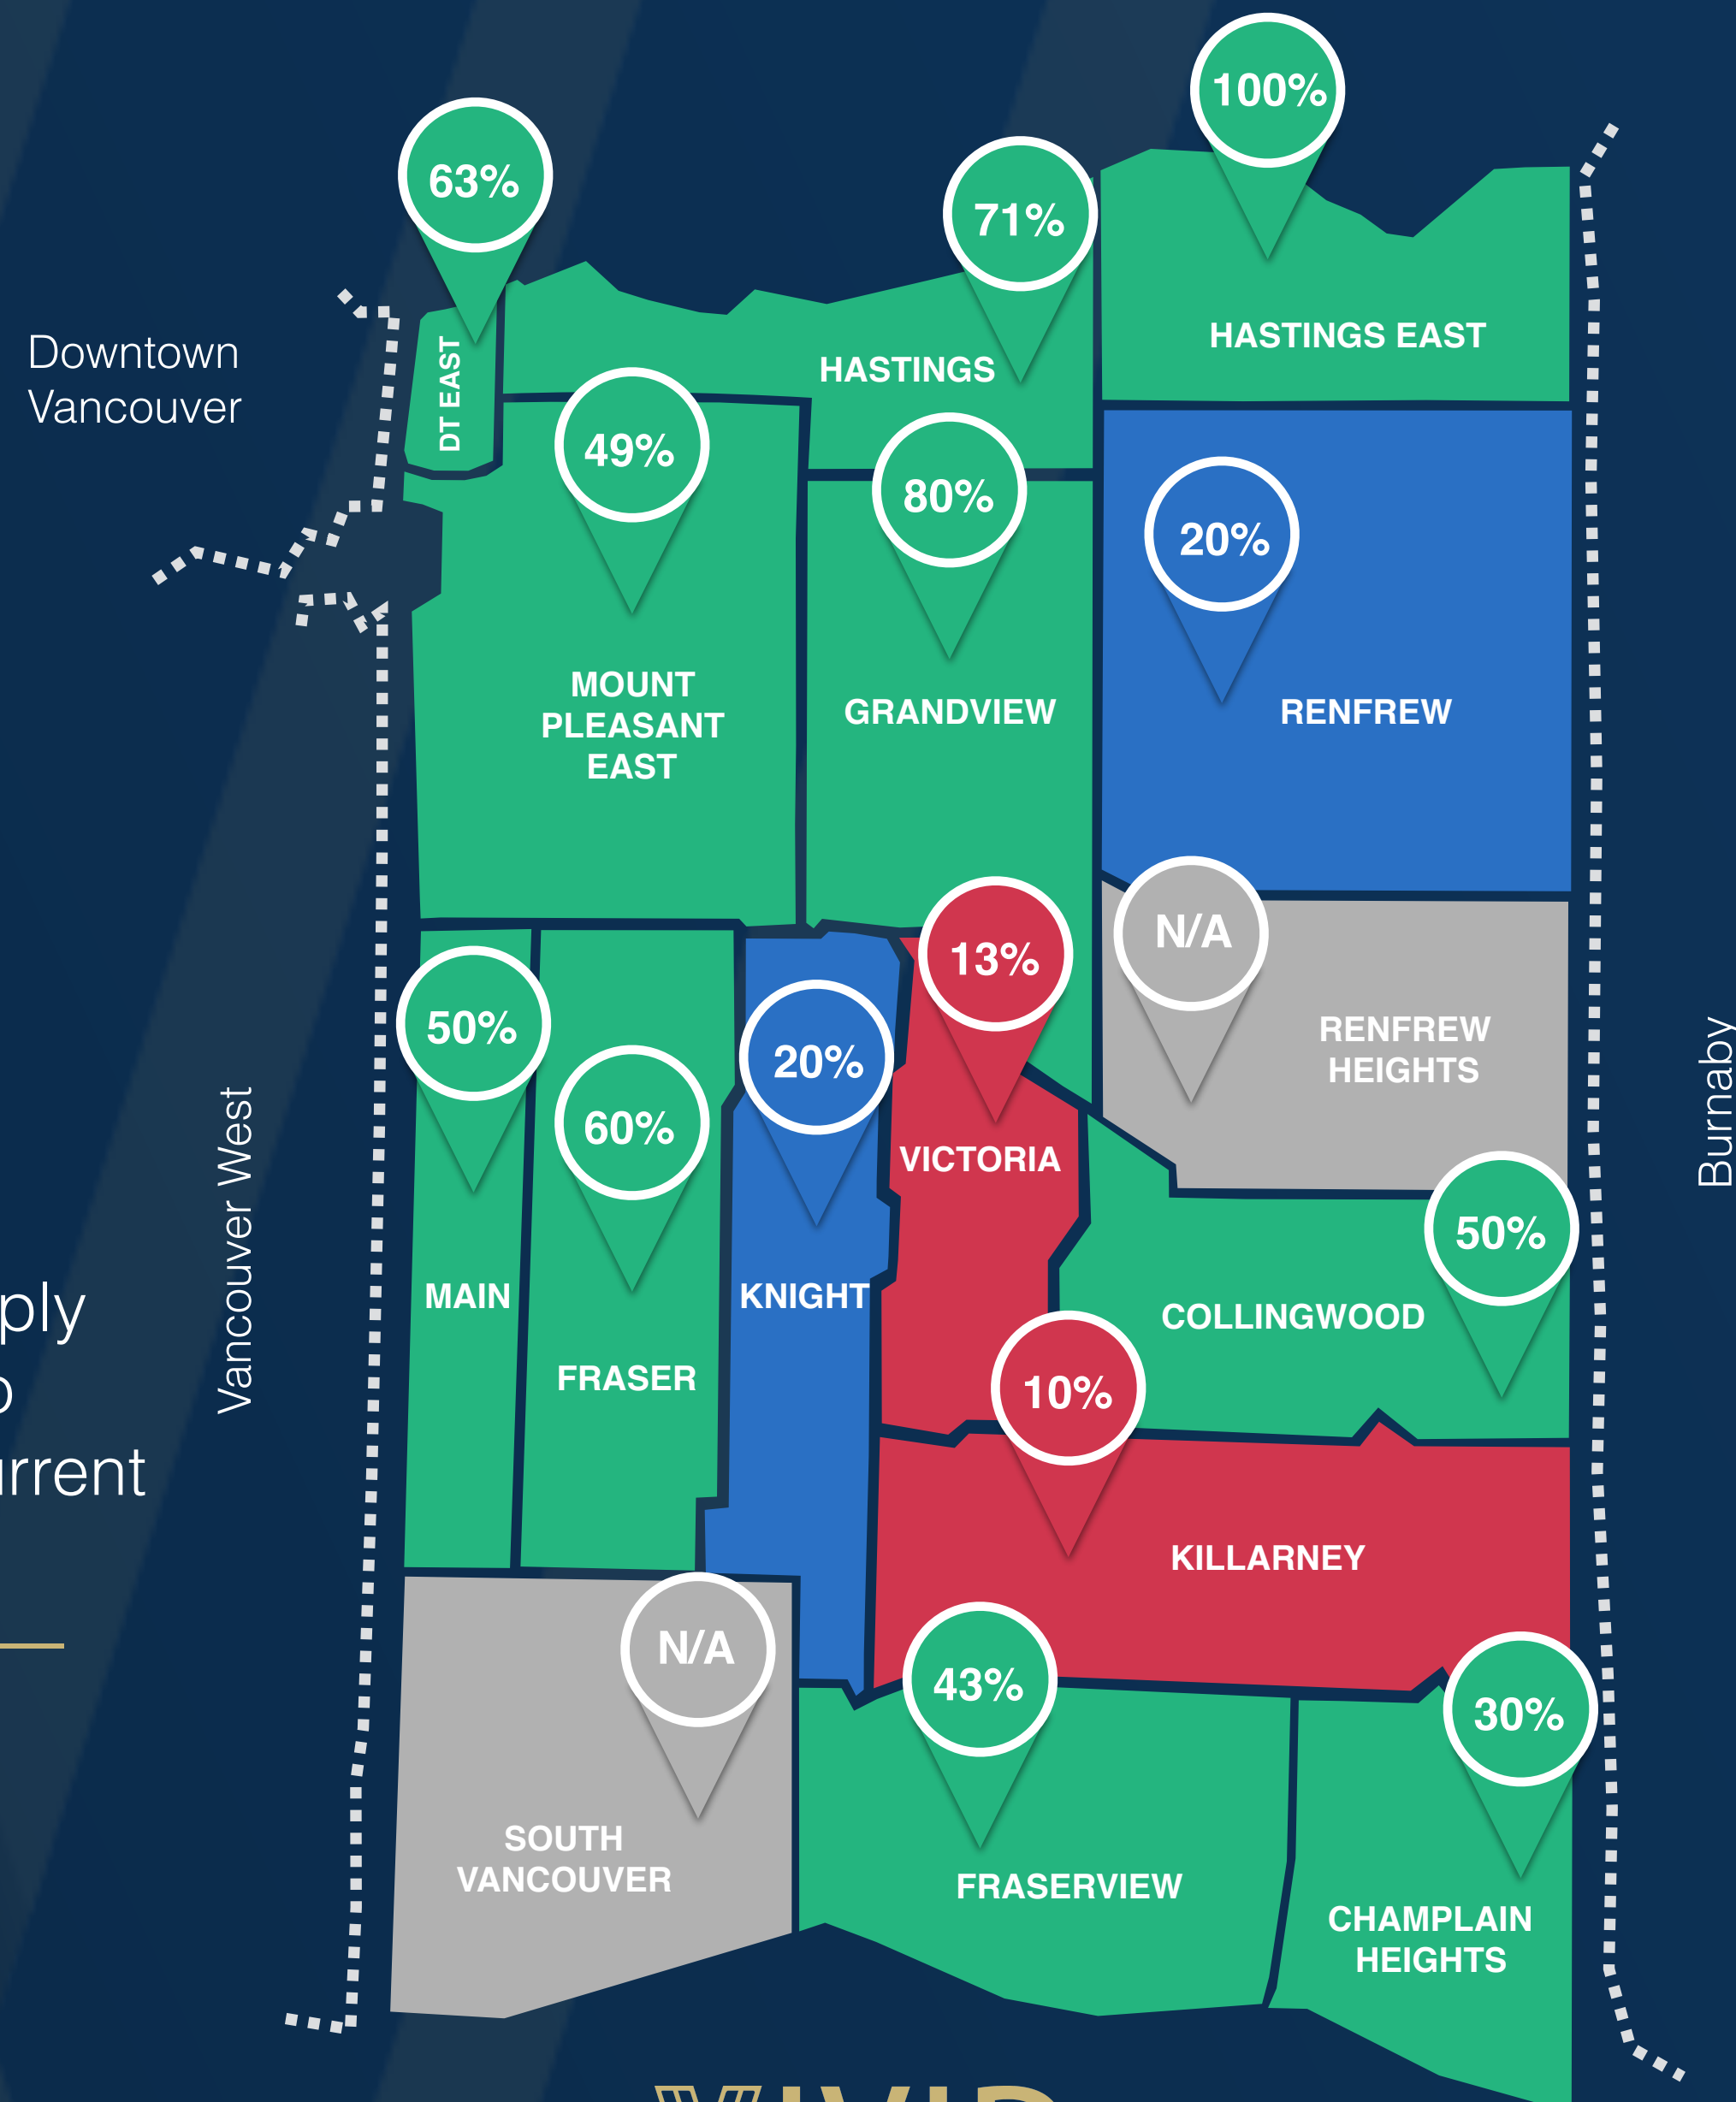 100%
63%
71%
HASTINGS EAST
Downtown
Vancouver
DT EAST
HASTINGS
49%
80%
20%
MOUNT
PLEASANT
EAST
GRANDVIEW
RENFREW
13%
N/A
50%
20%
RENFREW
HEIGHTS
60%
Burnaby
VICTORIA
Vancouver West
50%
MAIN
KNIGHT
COLLINGWOOD
ply
FRASER
10%
urrent
KILLARNEY
N/A
43%
30%
SOUTH
VANCOUVER
FRASERVIEW
CHAMPLAIN
HEIGHTS